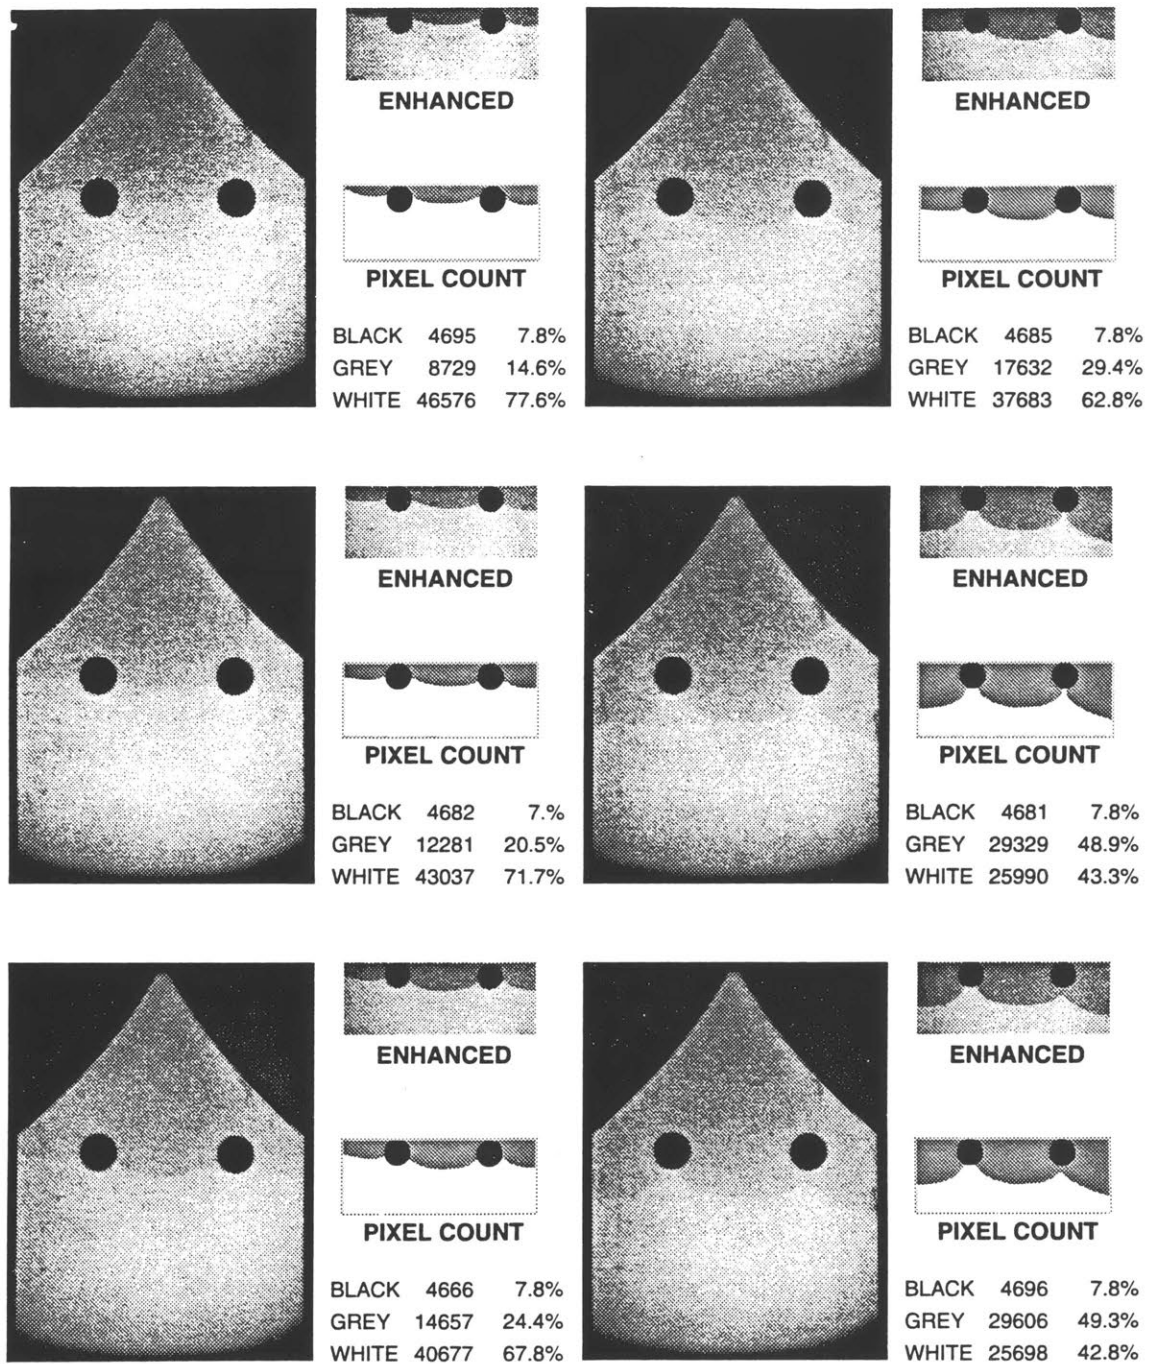 ENHANCED
PIXEL COUNT
BLACK 4695 7.8%
GREY 8729 14.6%
WHITE 46576 77.6%
ENHANCED
PIXEL COUNT
BLACK 4685 7.8%
GREY 17632 29.4%
WHITE 37683 62.8%
ENHANCED
PIXEL COUNT
BLACK 4682 7.%
GREY 12281 20.5%
WHITE 43037 71.7%
ENHANCED
PIXEL COUNT
BLACK 4681 7.8%
GREY 29329 48.9%
WHITE 25990 43.3%
ENHANCED
PIXEL COUNT
BLACK 4666 7.8%
GREY 14657 24.4%
WHITE 40677 67.8%
ENHANCED
PIXEL COUNT
BLACK 4696 7.8%
GREY 29606 49.3%
WHITE 25698 42.8%